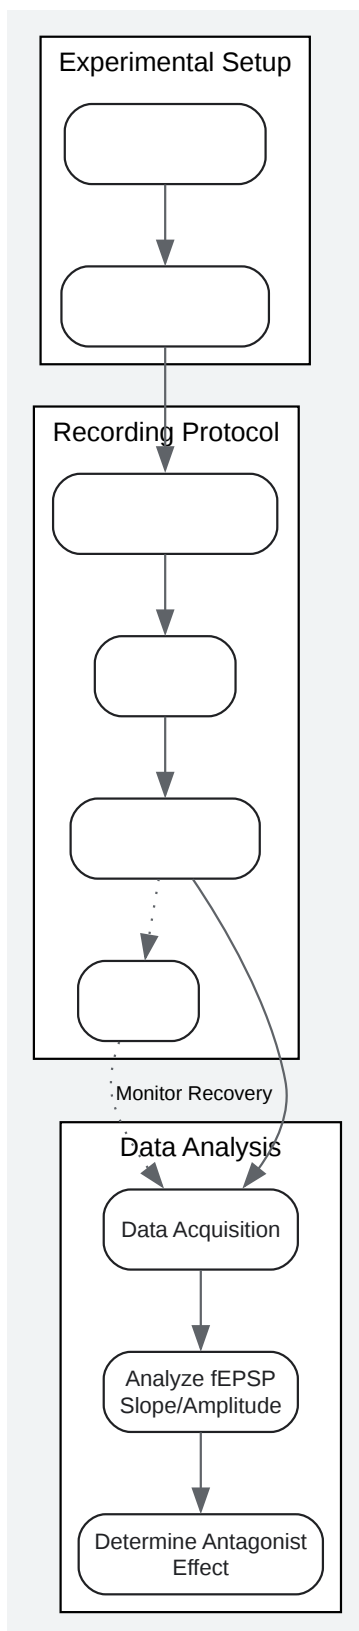 Experimental Setup
Recording Protocol
Monitor Recovery
Data Analysis
Data Acquisition
Analyze fEPSP
Slope/Amplitude
Determine Antagonist
Effect